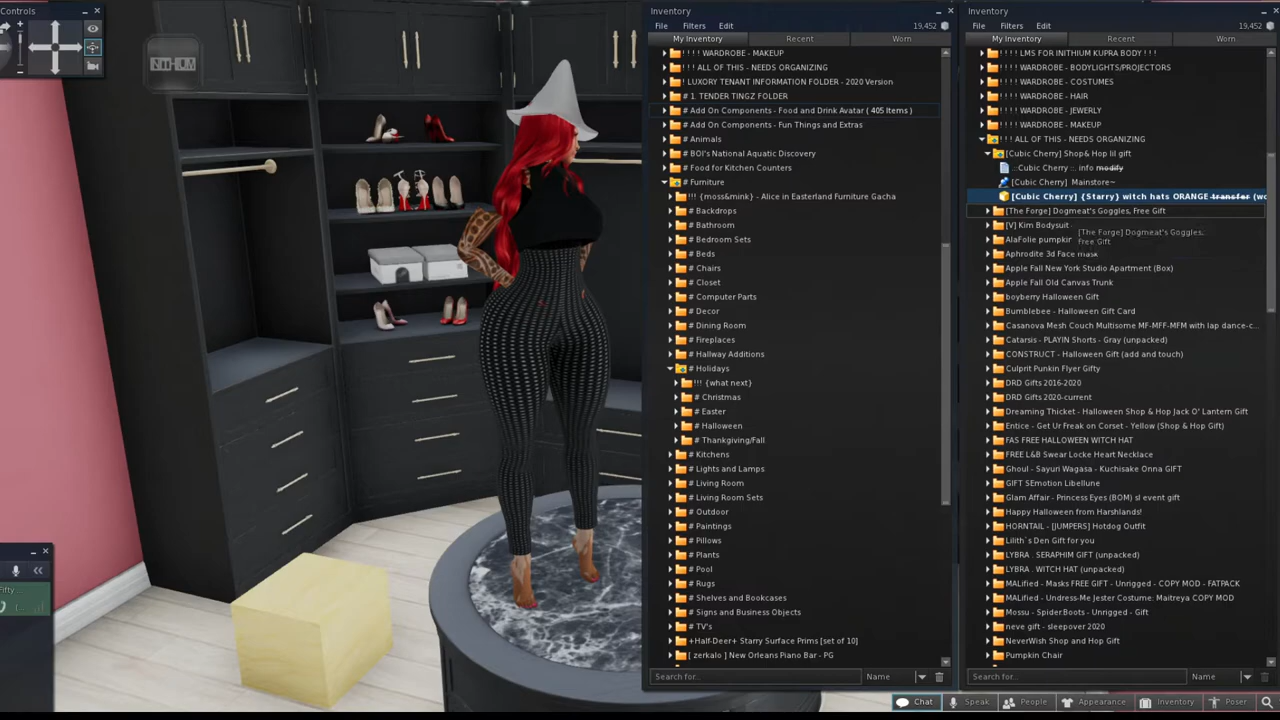 Controls
NITHIUM
Fifty
Inventory
File Filters Edit
19,452
My Inventory Recent Worn
! ! ! ! WARDROBE - MAKEUP
! ! ! ALL OF THIS - NEEDS ORGANIZING
! LUXORY TENANT INFORMATION FOLDER - 2020 Version
# 1. TENDER TINGZ FOLDER
# Add On Components - Food and Drink Avatar ( 405 Items )
# Add On Components - Fun Things and Extras
# Animals
# BOI's National Aquatic Discovery
# Food for Kitchen Counters
# Furniture
!!! {moss&mink} - Alice in Easterland Furniture Gacha
# Backdrops
# Bathroom
# Bedroom Sets
# Beds
# Chairs
# Closet
# Computer Parts
# Decor
# Dining Room
# Fireplaces
# Hallway Additions
# Holidays
!!! {what next}
# Christmas
# Easter
# Halloween
# Thankgiving/Fall
# Kitchens
# Lights and Lamps
# Living Room
# Living Room Sets
# Outdoor
# Paintings
# Pillows
# Plants
# Pool
# Rugs
# Shelves and Bookcases
# Signs and Business Objects
# TV's
+Half-Deer+ Starry Surface Prims [set of 10]
[ zerkalo ] New Orleans Piano Bar - PG
Search for... Name
Inventory
File Filters Edit
19,452
My Inventory Recent Worn
! ! ! ! LMS FOR INITHIUM KUPRA BODY ! ! !
! ! ! ! WARDROBE - BODYLIGHTS/PROJECTORS
! ! ! ! WARDROBE - COSTUMES
! ! ! ! WARDROBE - HAIR
! ! ! ! WARDROBE - JEWERLY
! ! ! ! WARDROBE - MAKEUP
! ! ! ALL OF THIS - NEEDS ORGANIZING
[Cubic Cherry] Shop& Hop lil gift
.::Cubic Cherry ::. info modify
[Cubic Cherry] Mainstore~
[Cubic Cherry] {Starry} witch hats ORANGE transfer (wo
[The Forge] Dogmeat's Goggles, Free Gift
[V] Kim Bodysuit
[The Forge] Dogmeat's Goggles,
Free Gift
AlaFolie pumpkin
Aphrodite 3d Face mask
Apple Fall New York Studio Apartment (Box)
Apple Fall Old Canvas Trunk
boyberry Halloween Gift
Bumblebee - Halloween Gift Card
Casanova Mesh Couch Multisome MF-MFF-MFM with lap dance-c...
Catarsis - PLAYIN Shorts - Gray (unpacked)
CONSTRUCT - Halloween Gift (add and touch)
Culprit Punkin Flyer Gifty
DRD Gifts 2016-2020
DRD Gifts 2020-current
Dreaming Thicket - Halloween Shop & Hop Jack O' Lantern Gift
Entice - Get Ur Freak on Corset - Yellow (Shop & Hop Gift)
FAS FREE HALLOWEEN WITCH HAT
FREE L&B Swear Locke Heart Necklace
Ghoul - Sayuri Wagasa - Kuchisake Onna GIFT
GIFT SEmotion Libellune
Glam Affair - Princess Eyes (BOM) sl event gift
Happy Halloween from Harshlands!
HORNTAIL - [JUMPERS] Hotdog Outfit
Lilith`s Den Gift for you
LYBRA . SERAPHIM GIFT (unpacked)
LYBRA . WITCH HAT (unpacked)
MALified - Masks FREE GIFT - Unrigged - COPY MOD - FATPACK
MALified - Undress-Me Jester Costume: Maitreya COPY MOD
Mossu - Spider.Boots - Unrigged - Gift
neve gift - sleepover 2020
NeverWish Shop and Hop Gift
Pumpkin Chair
Search for... Name
Chat Speak People Appearance Inventory Poser